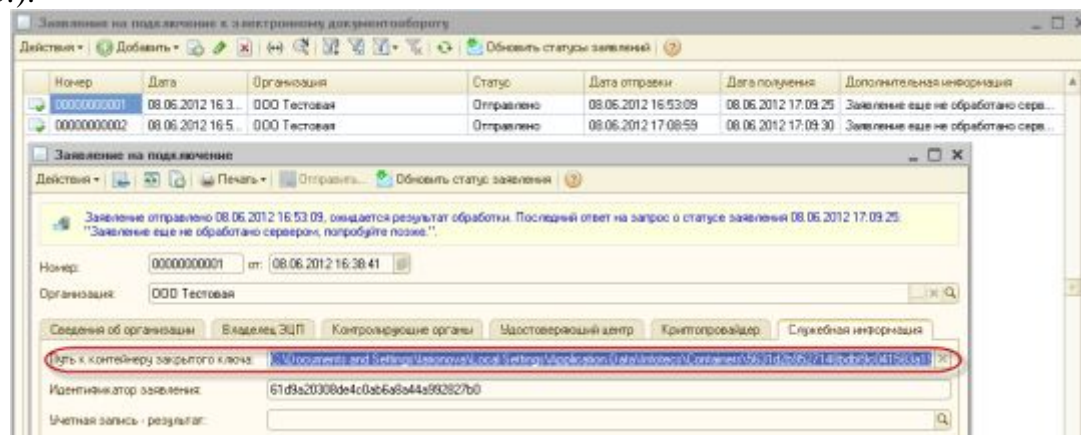 Заявление на подключение к электронному документообороту
Действия Добавить Обновить статусы заявлений
Номер Дата Организация Статус Дата отправки Дата получения Дополнительная информация
00000000001 08.06.2012 16:3... ООО Тестовая Отправлено 08.06.2012 16:53:09 08.06.2012 17:09:25 Заявление еще не обработано серв...
00000000002 08.06.2012 16:5... ООО Тестовая Отправлено 08.06.2012 17:08:59 08.06.2012 17:09:30 Заявление еще не обработано серв...
Заявление на подключение
Действия Печать Отправить... Обновить статус заявления
Заявление отправлено 08.06.2012 16:53:09, ожидается результат обработки. Последний ответ на запрос о статусе заявления 08.06.2012 17:09:25:
"Заявление еще не обработано сервером, попробуйте позже.".
Номер: 00000000001 от: 08.06.2012 16:38:41
Организация: ООО Тестовая
Сведения об организации Владелец ЭЦП Контролирующие органы Удостоверяющий центр Криптопровайдер Служебная информация
Путь к контейнеру закрытого ключа: Settings\Application Data\Infotecs\Containers\
Идентификатор заявления: 61d9a20308de4c0ab6a8a44a992827b0
Учетная запись - результат: